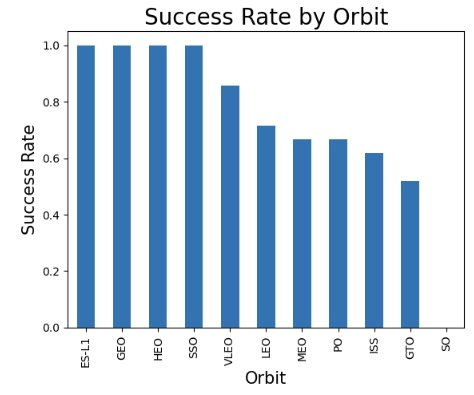 Success Rate by Orbit
Success Rate
1.0
0.8
0.6
0.4
0.2
0.0
ES-L1 GEO HEO SSO VLEO LEO MEO PO ISS GTO SO
Orbit